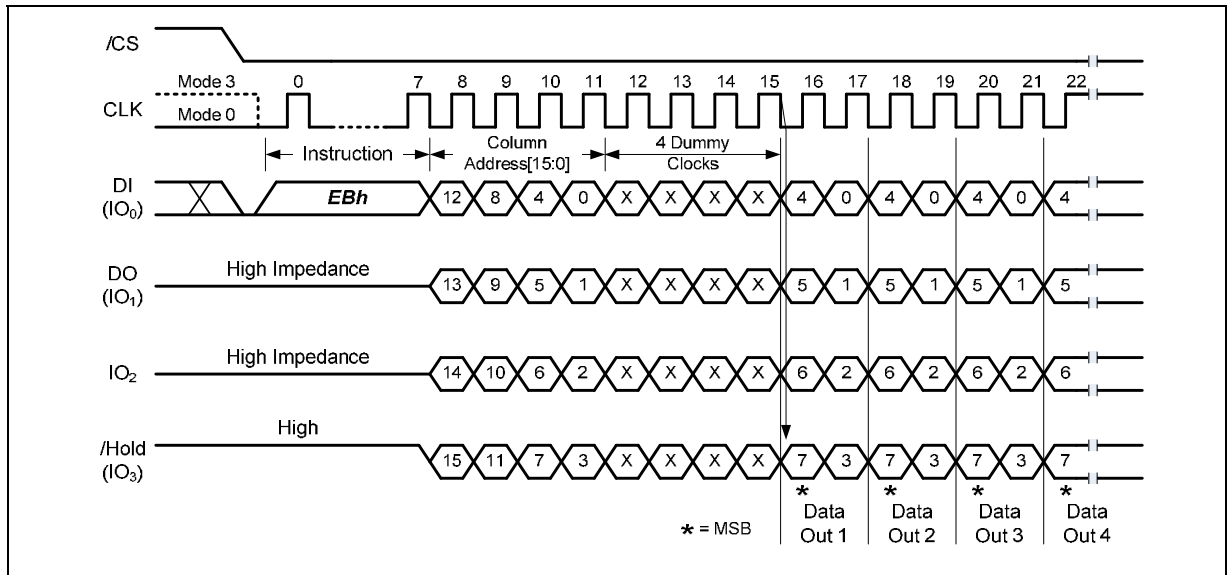 /CS
Mode 3 0 7 8 9 10 11 12 13 14 15 16 17 18 19 20 21 22
CLK
Mode 0
Instruction Column Address[15:0] 4 Dummy Clocks
DI (IO0) EBh 12 8 4 0 X X X X 4 0 4 0 4 0 4
DO (IO1) High Impedance 13 9 5 1 X X X X 5 1 5 1 5 1 5
IO2 High Impedance 14 10 6 2 X X X X 6 2 6 2 6 2 6
/Hold (IO3) High 15 11 7 3 X X X X 7 3 7 3 7 3 7
* * * *
* = MSB Data Out 1 Data Out 2 Data Out 3 Data Out 4